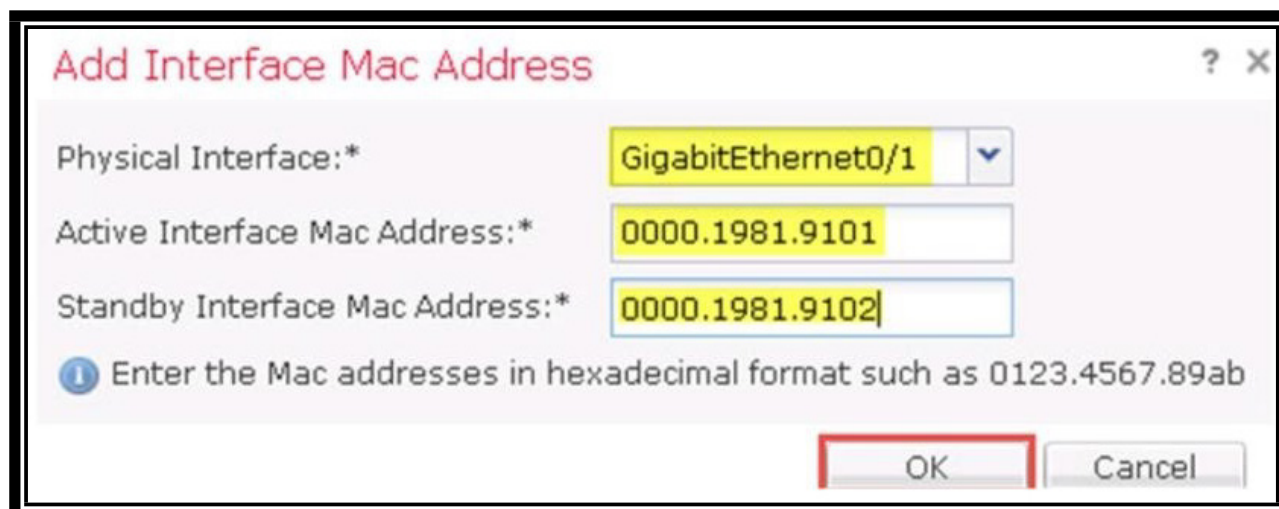 Add Interface Mac Address ? ×
Physical Interface:* GigabitEthernet0/1
Active Interface Mac Address:* 0000.1981.9101
Standby Interface Mac Address:* 0000.1981.9102
Enter the Mac addresses in hexadecimal format such as 0123.4567.89ab
OK Cancel